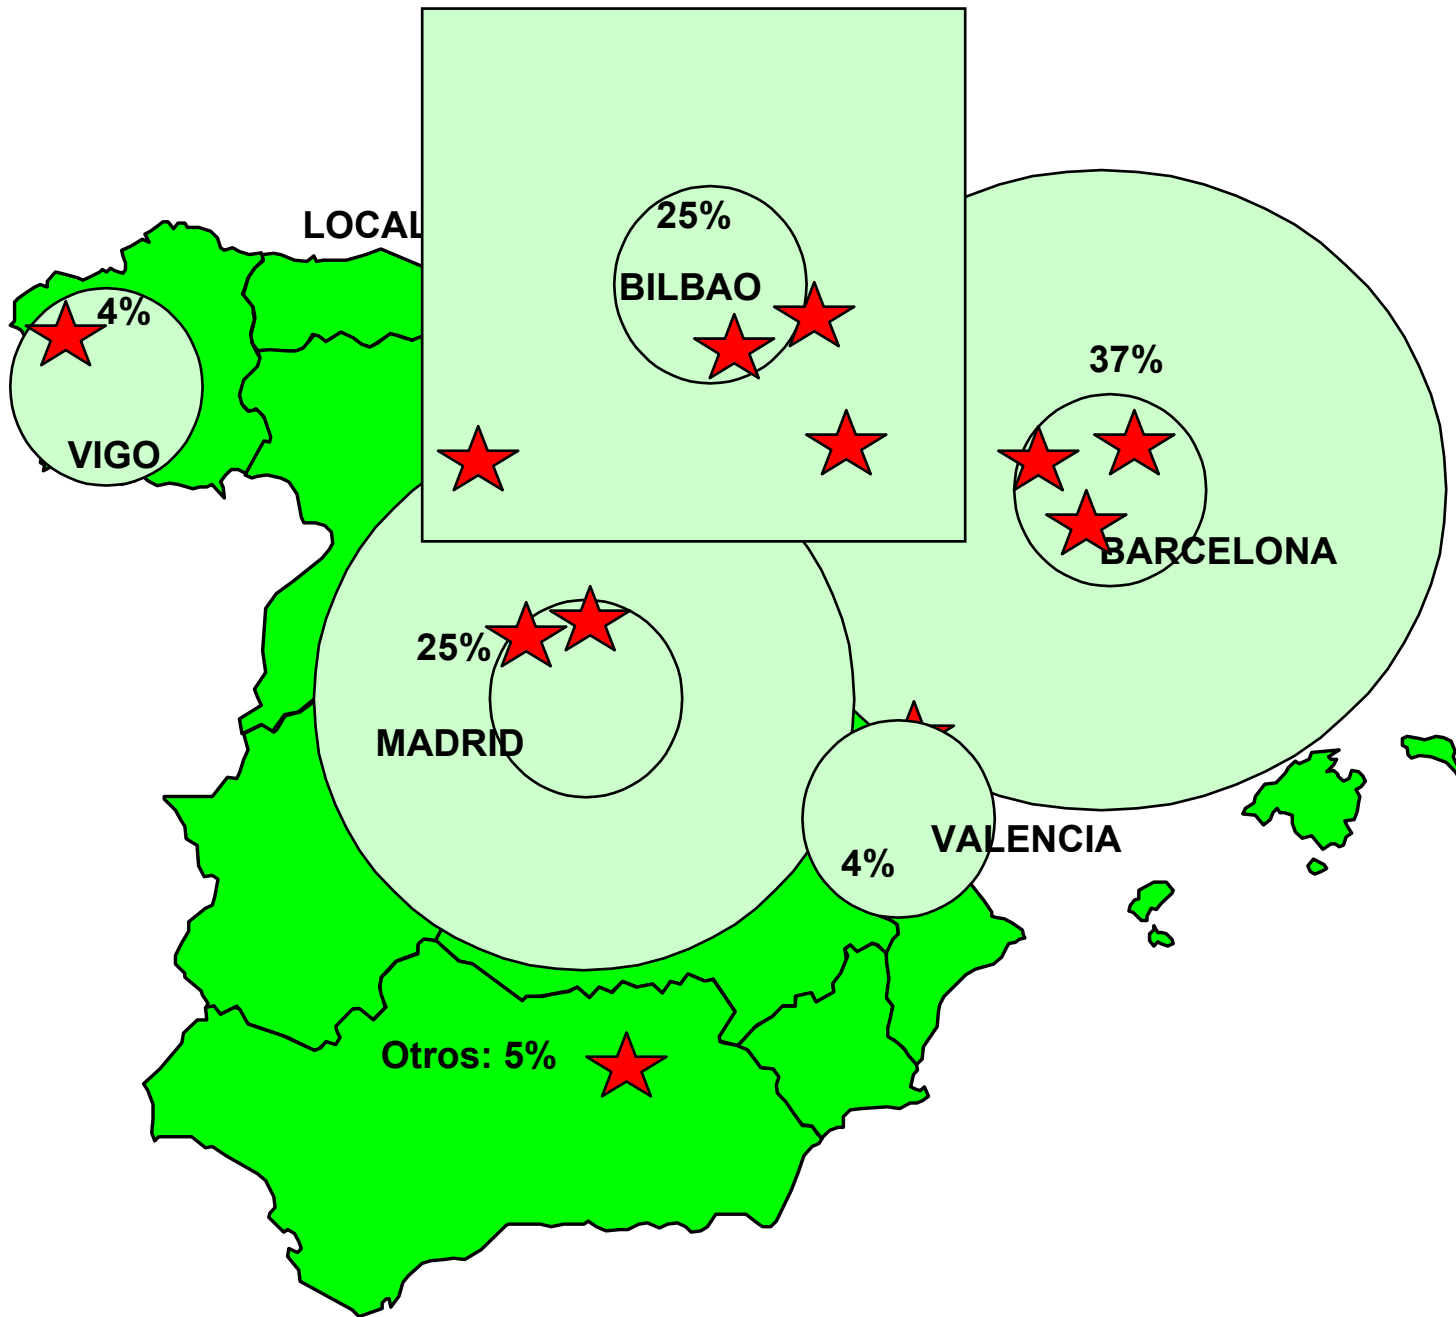 LOCAL
25%
BILBAO
4%
VIGO
37%
BARCELONA
25%
MADRID
VALENCIA
4%
Otros: 5%